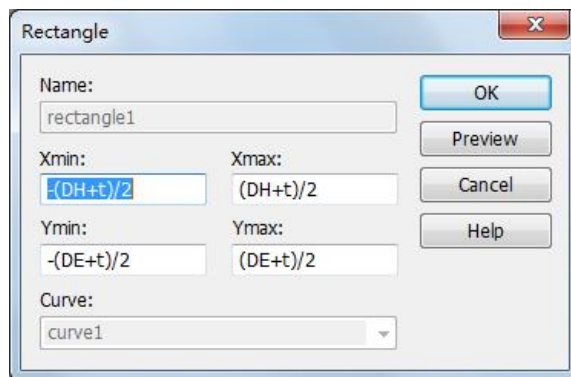 Rectangle
Name:
rectangle1
Xmin:
Xmax:
-(DH+t)/2
(DH+t)/2
Ymin:
Ymax:
-(DE+t)/2
(DE+t)/2
Curve:
curve1
OK
Preview
Cancel
Help